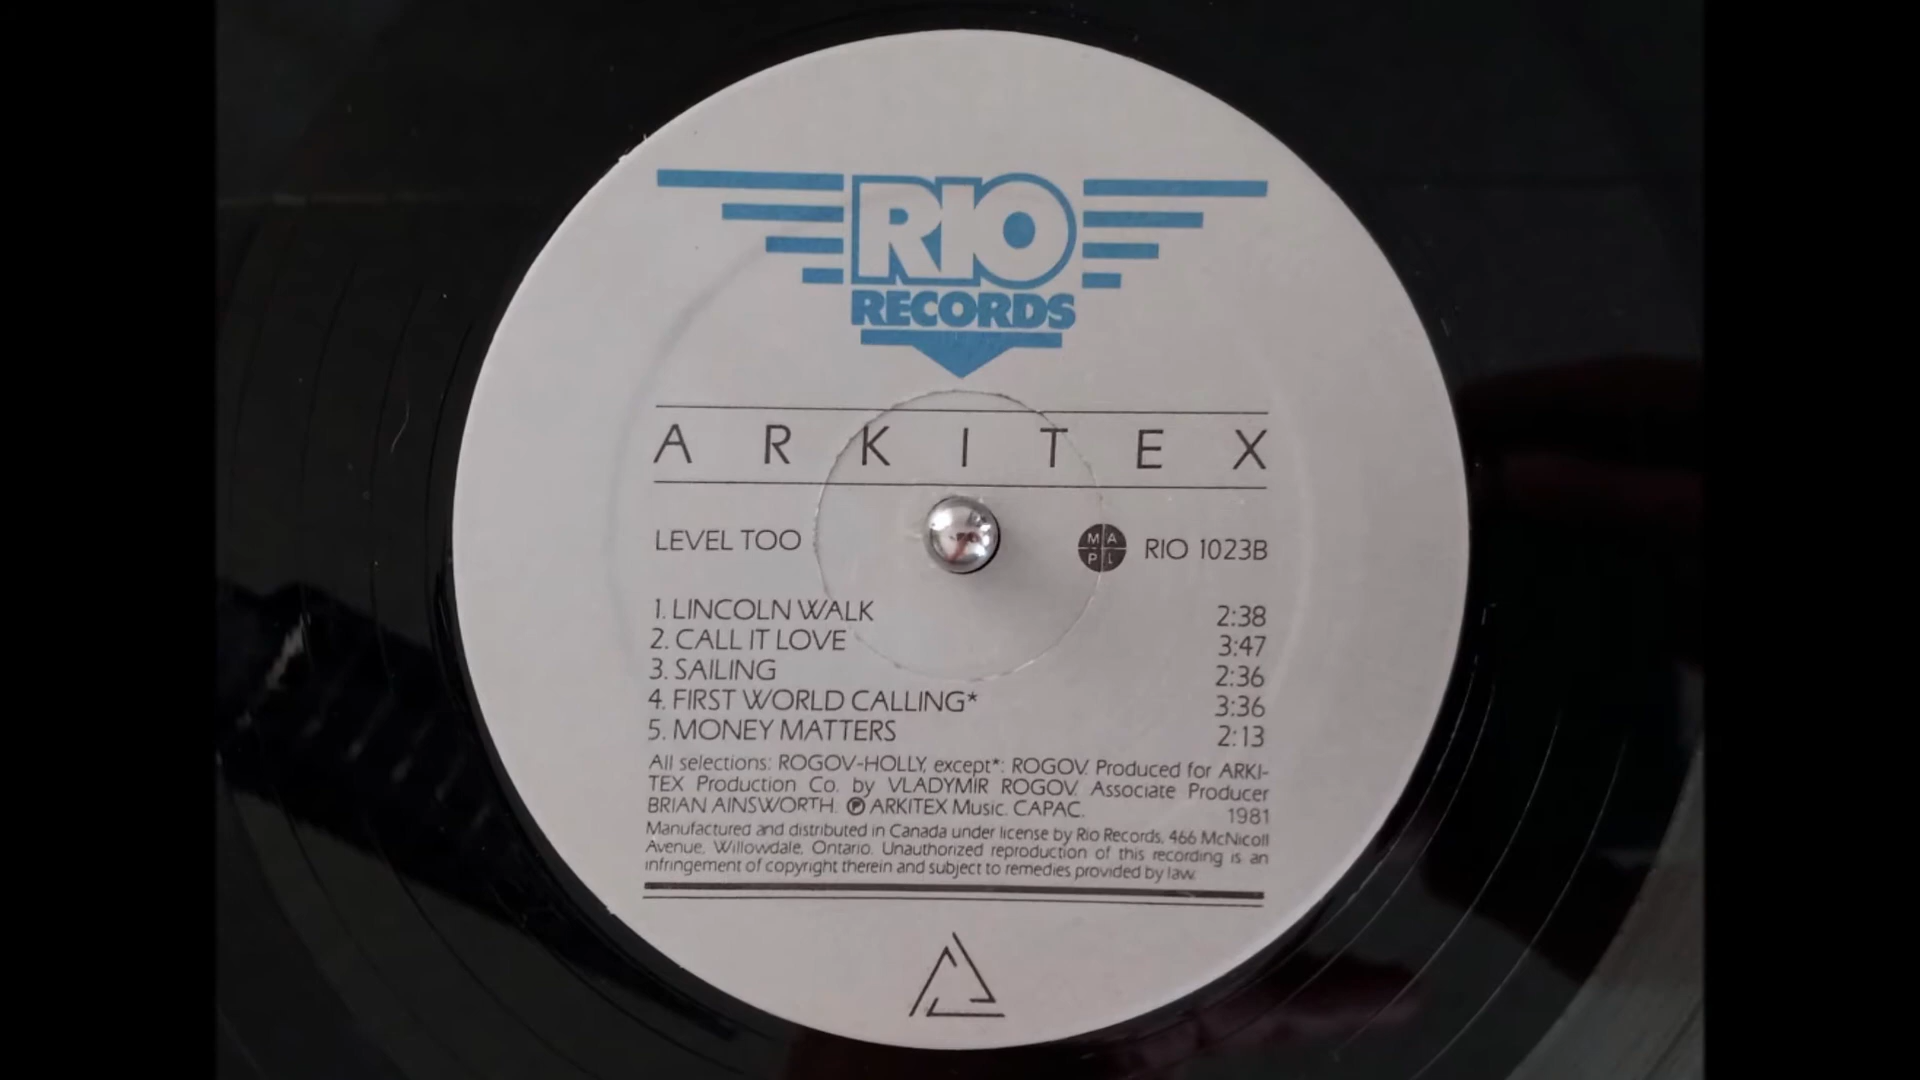 RIO
RECORDS
ARKITEX
LEVEL TOO
MAPL RIO 1023B
1. LINCOLN WALK 2:38
2. CALL IT LOVE 3:47
3. SAILING 2:36
4. FIRST WORLD CALLING* 3:36
5. MONEY MATTERS 2:13
All selections: ROGOV-HOLLY, except*: ROGOV. Produced for ARKI-
TEX Production Co. by VLADYMIR ROGOV. Associate Producer
BRIAN AINSWORTH. ℗ ARKITEX Music. CAPAC. 1981
Manufactured and distributed in Canada under license by Rio Records, 466 McNicoll
Avenue, Willowdale, Ontario. Unauthorized reproduction of this recording is an
infringement of copyright therein and subject to remedies provided by law.